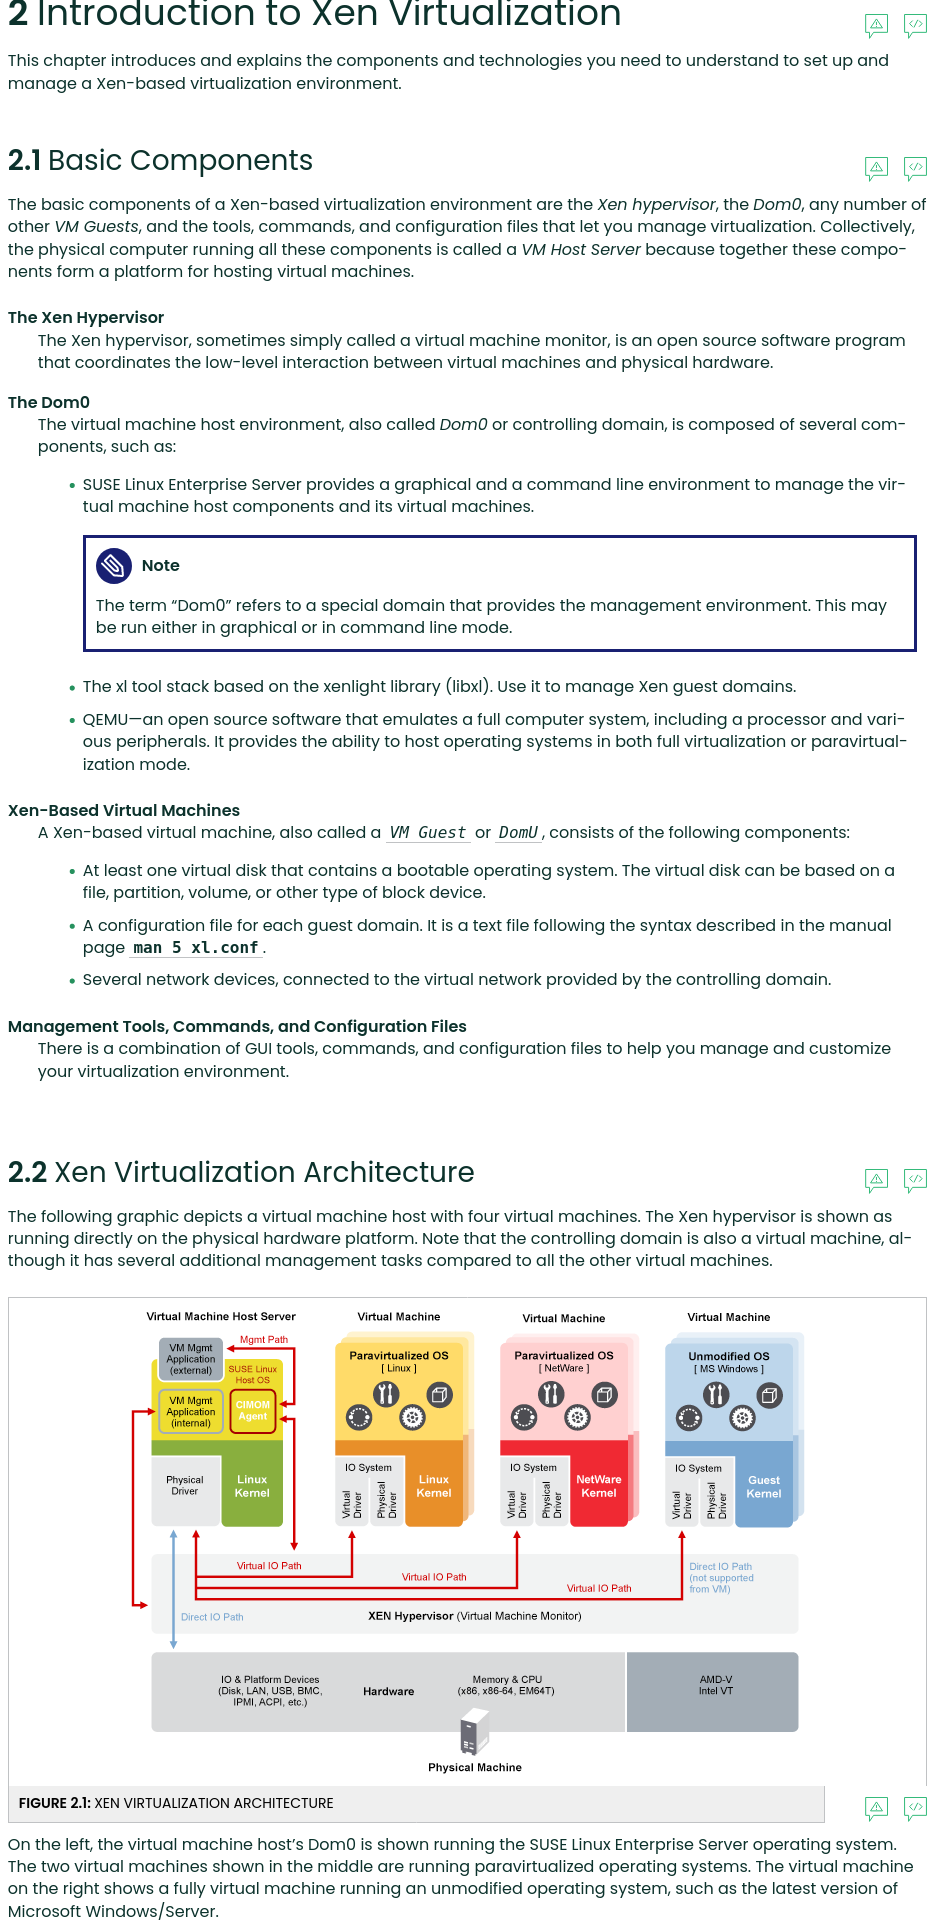 2 Introduction to Xen Virtualization
This chapter introduces and explains the components and technologies you need to understand to set up and
manage a Xen-based virtualization environment.
2.1 Basic Components
The basic components of a Xen-based virtualization environment are the Xen hypervisor, the Dom0, any number of
other VM Guests, and the tools, commands, and configuration files that let you manage virtualization. Collectively,
the physical computer running all these components is called a VM Host Server because together these compo-
nents form a platform for hosting virtual machines.
The Xen Hypervisor
The Xen hypervisor, sometimes simply called a virtual machine monitor, is an open source software program
that coordinates the low-level interaction between virtual machines and physical hardware.
The Dom0
The virtual machine host environment, also called Dom0 or controlling domain, is composed of several com-
ponents, such as:
• SUSE Linux Enterprise Server provides a graphical and a command line environment to manage the vir-
tual machine host components and its virtual machines.
Note
The term “Dom0” refers to a special domain that provides the management environment. This may
be run either in graphical or in command line mode.
• The xl tool stack based on the xenlight library (libxl). Use it to manage Xen guest domains.
• QEMU—an open source software that emulates a full computer system, including a processor and vari-
ous peripherals. It provides the ability to host operating systems in both full virtualization or paravirtual-
ization mode.
Xen-Based Virtual Machines
A Xen-based virtual machine, also called a VM Guest or DomU, consists of the following components:
• At least one virtual disk that contains a bootable operating system. The virtual disk can be based on a
file, partition, volume, or other type of block device.
• A configuration file for each guest domain. It is a text file following the syntax described in the manual
page man 5 xl.conf.
• Several network devices, connected to the virtual network provided by the controlling domain.
Management Tools, Commands, and Configuration Files
There is a combination of GUI tools, commands, and configuration files to help you manage and customize
your virtualization environment.
2.2 Xen Virtualization Architecture
The following graphic depicts a virtual machine host with four virtual machines. The Xen hypervisor is shown as
running directly on the physical hardware platform. Note that the controlling domain is also a virtual machine, al-
though it has several additional management tasks compared to all the other virtual machines.
Virtual Machine Host Server
VM Mgmt
Application
(external)
Mgmt Path
SUSE Linux
Host OS
VM Mgmt
Application
(internal)
CIMOM
Agent
Physical
Driver
Linux
Kernel
Virtual Machine
Paravirtualized OS
[ Linux ]
IO System
Virtual
Driver
Physical
Driver
Linux
Kernel
Virtual Machine
Paravirtualized OS
[ NetWare ]
IO System
Virtual
Driver
Physical
Driver
NetWare
Kernel
Virtual Machine
Unmodified OS
[ MS Windows ]
IO System
Virtual
Driver
Physical
Driver
Guest
Kernel
Virtual IO Path
Virtual IO Path
Virtual IO Path
Direct IO Path
(not supported
from VM)
Direct IO Path
XEN Hypervisor (Virtual Machine Monitor)
IO & Platform Devices
(Disk, LAN, USB, BMC,
IPMI, ACPI, etc.)
Hardware
Memory & CPU
(x86, x86-64, EM64T)
AMD-V
Intel VT
Physical Machine
FIGURE 2.1: XEN VIRTUALIZATION ARCHITECTURE
On the left, the virtual machine host’s Dom0 is shown running the SUSE Linux Enterprise Server operating system.
The two virtual machines shown in the middle are running paravirtualized operating systems. The virtual machine
on the right shows a fully virtual machine running an unmodified operating system, such as the latest version of
Microsoft Windows/Server.